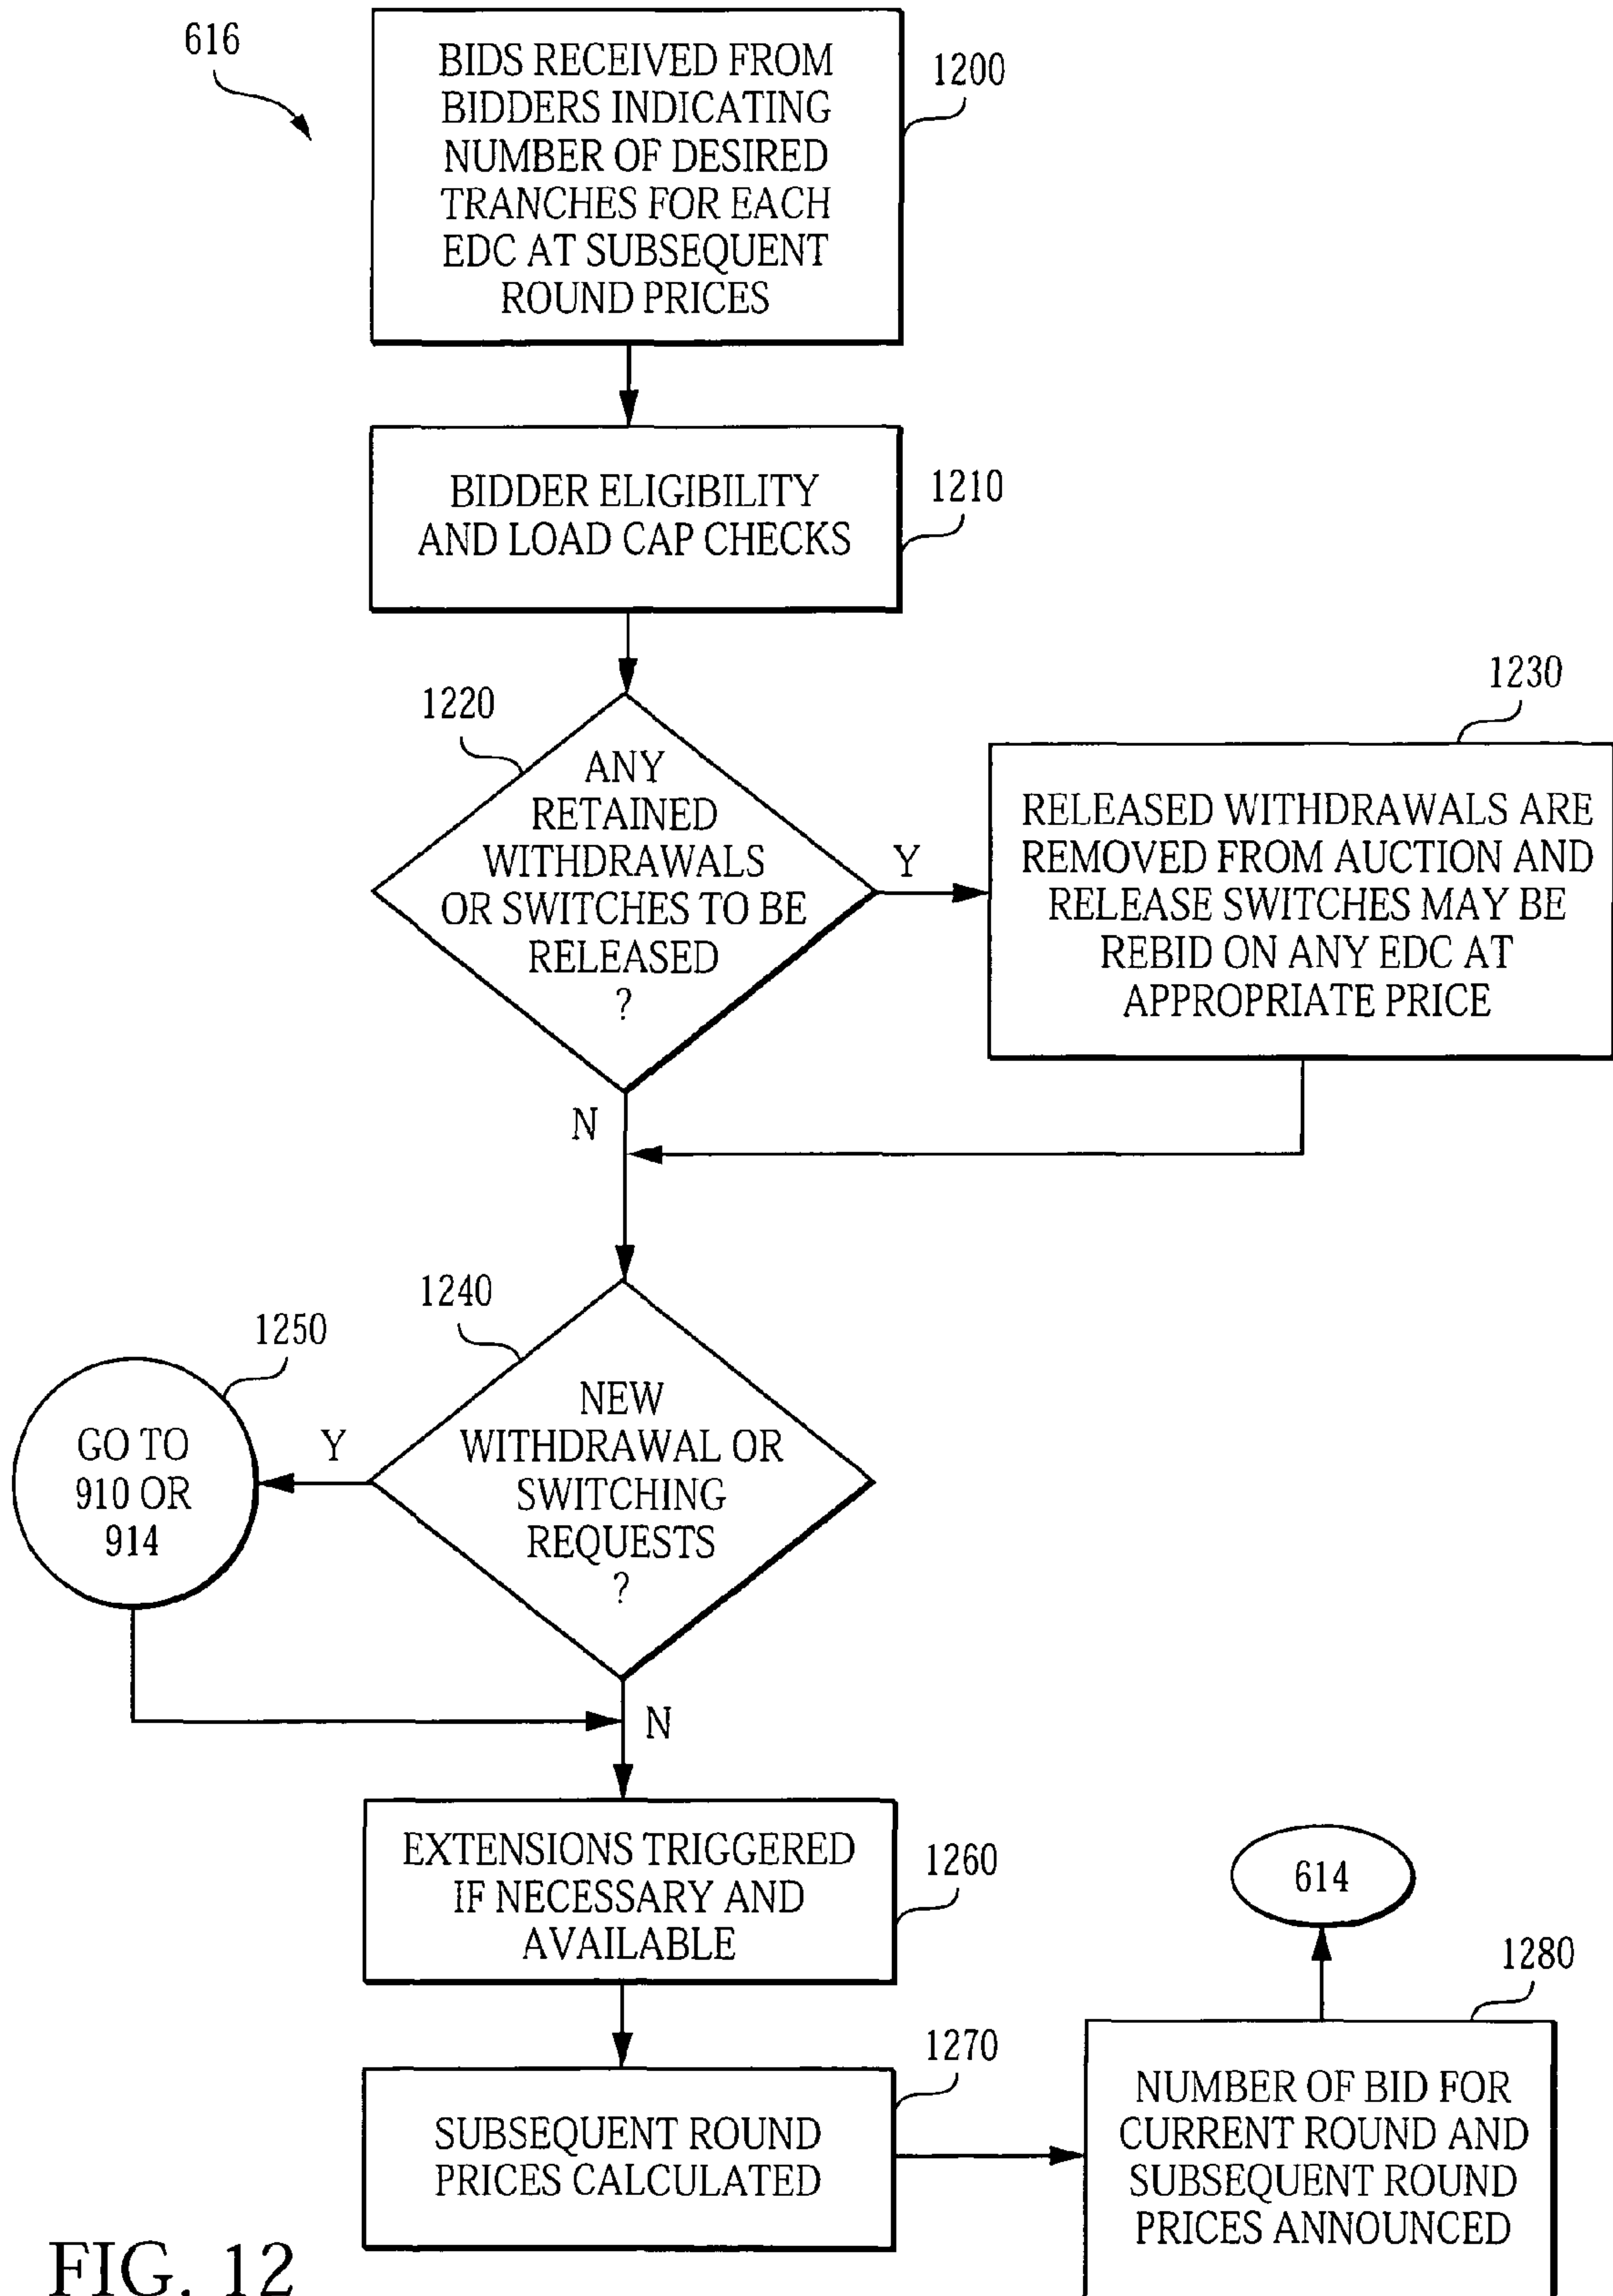 616
BIDS RECEIVED FROM
BIDDERS INDICATING
NUMBER OF DESIRED
TRANCHES FOR EACH
EDC AT SUBSEQUENT
ROUND PRICES
1200
BIDDER ELIGIBILITY
AND LOAD CAP CHECKS
1210
1220
ANY
RETAINED
WITHDRAWALS
OR SWITCHES TO BE
RELEASED
?
Y
N
1230
RELEASED WITHDRAWALS ARE
REMOVED FROM AUCTION AND
RELEASE SWITCHES MAY BE
REBID ON ANY EDC AT
APPROPRIATE PRICE
1240
NEW
WITHDRAWAL OR
SWITCHING
REQUESTS
?
Y
N
1250
GO TO
910 OR
914
EXTENSIONS TRIGGERED
IF NECESSARY AND
AVAILABLE
1260
SUBSEQUENT ROUND
PRICES CALCULATED
1270
614
1280
NUMBER OF BID FOR
CURRENT ROUND AND
SUBSEQUENT ROUND
PRICES ANNOUNCED
FIG. 12